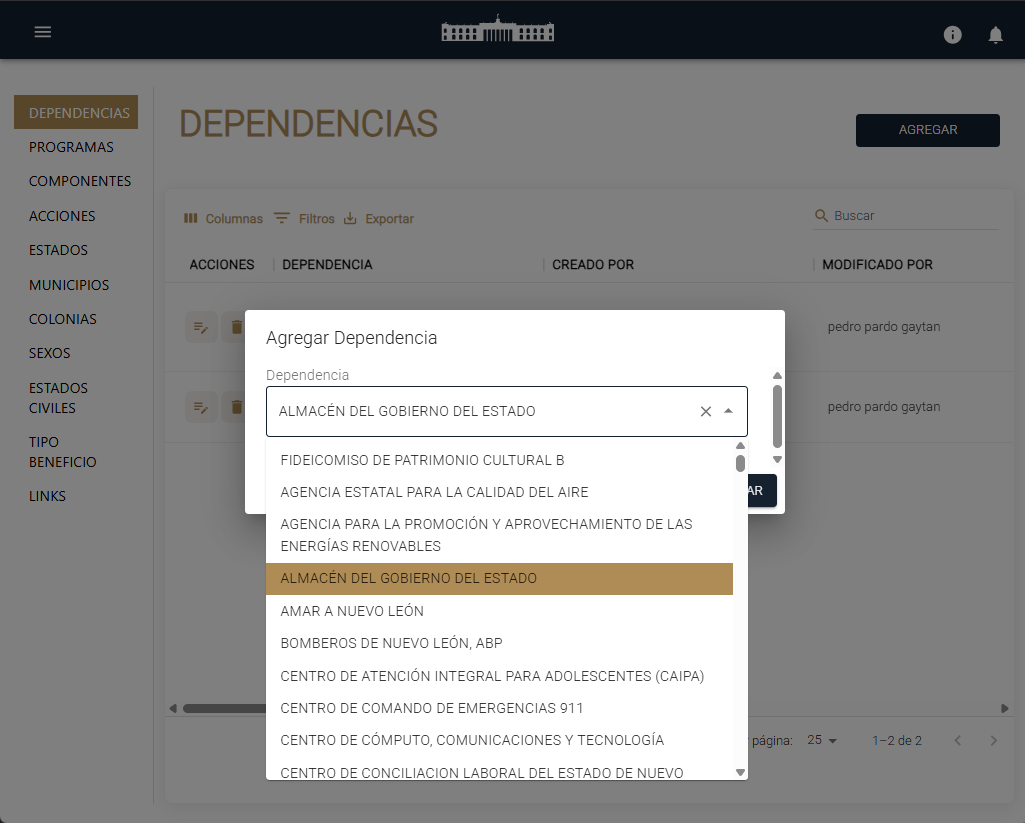 DEPENDENCIAS
PROGRAMAS
COMPONENTES
ACCIONES
ESTADOS
MUNICIPIOS
COLONIAS
SEXOS
ESTADOS
CIVILES
TIPO
BENEFICIO
LINKS
DEPENDENCIAS
AGREGAR
Columnas Filtros Exportar
Buscar
ACCIONES DEPENDENCIA CREADO POR MODIFICADO POR
pedro pardo gaytan
pedro pardo gaytan
Agregar Dependencia
Dependencia
ALMACÉN DEL GOBIERNO DEL ESTADO
FIDEICOMISO DE PATRIMONIO CULTURAL B
AGENCIA ESTATAL PARA LA CALIDAD DEL AIRE
AGENCIA PARA LA PROMOCIÓN Y APROVECHAMIENTO DE LAS
ENERGÍAS RENOVABLES
ALMACÉN DEL GOBIERNO DEL ESTADO
AMAR A NUEVO LEÓN
BOMBEROS DE NUEVO LEÓN, ABP
CENTRO DE ATENCIÓN INTEGRAL PARA ADOLESCENTES (CAIPA)
CENTRO DE COMANDO DE EMERGENCIAS 911
CENTRO DE CÓMPUTO, COMUNICACIONES Y TECNOLOGÍA
CENTRO DE CONCILIACION LABORAL DEL ESTADO DE NUEVO
página: 25 1–2 de 2